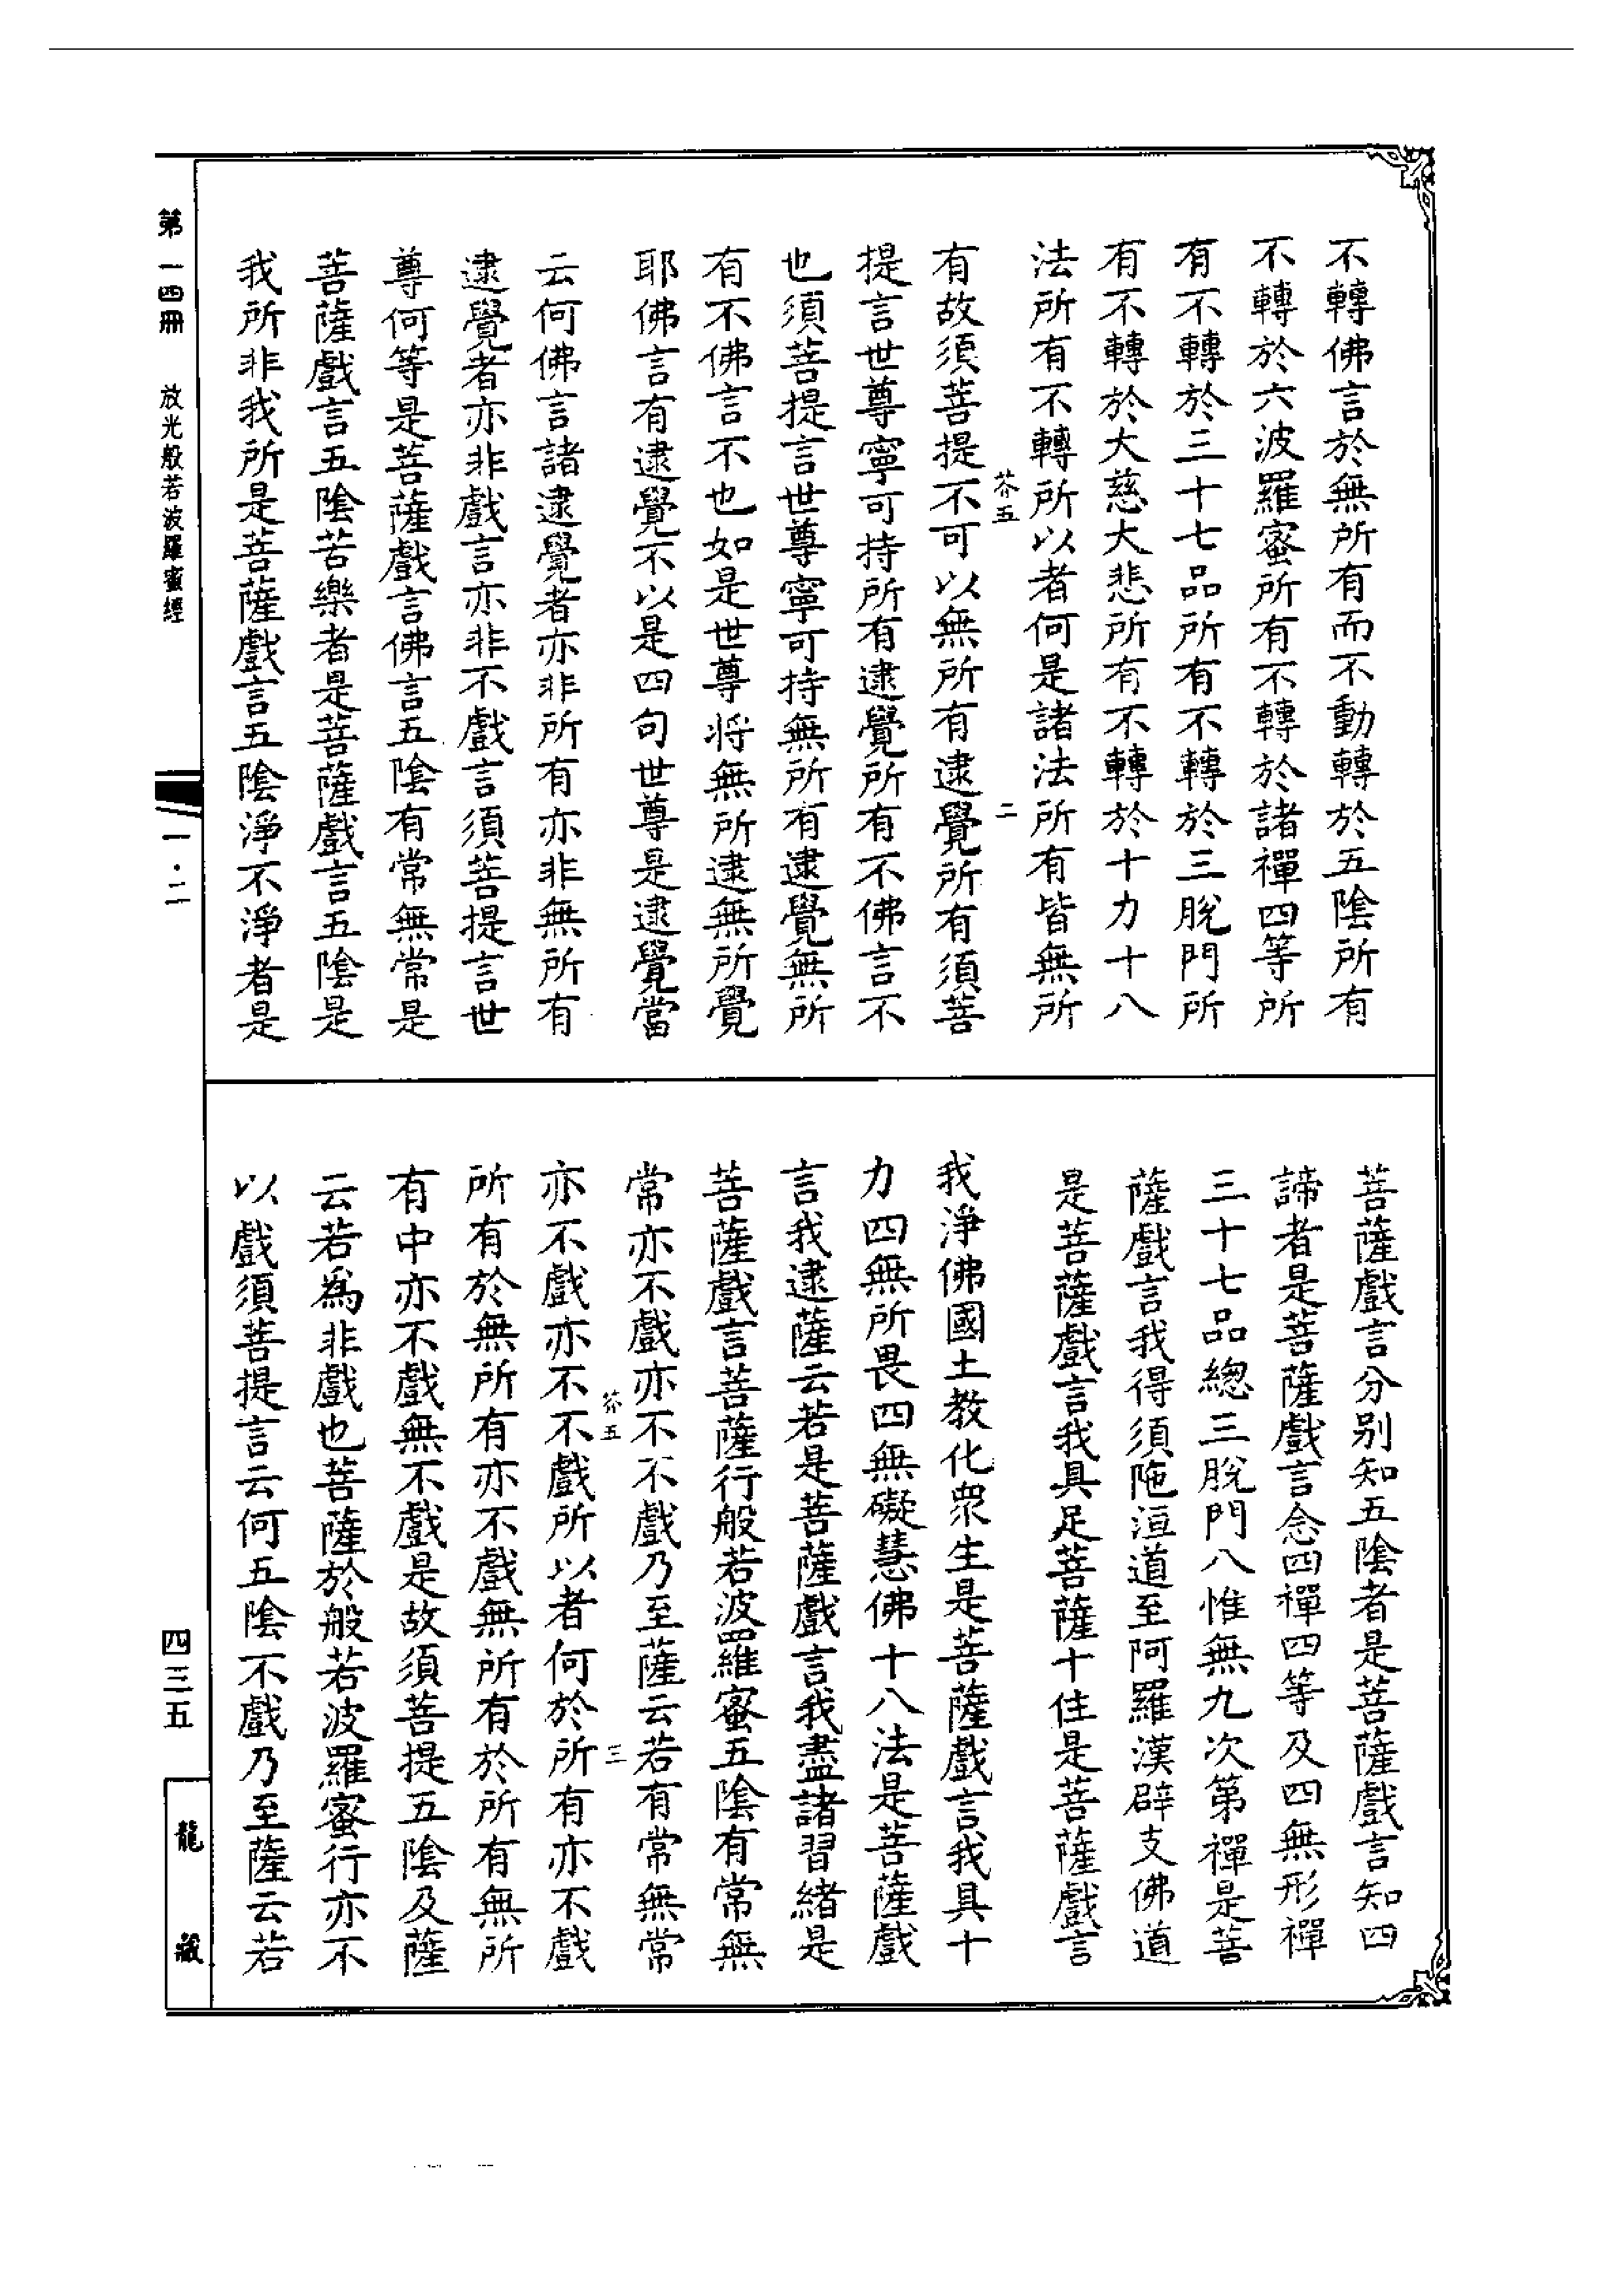 不轉佛言於無所有而不動轉於五陰所有
不轉於六波羅蜜所有不轉於諸禪四等所
有不轉於三十七品所有不轉於三脫門所
有不轉於大慈大悲所有不轉於十力十八
法所有不轉所以者何是諸法所有皆無所
芥五 二
有故須菩提不可以無所有逮覺所有須菩
提言世尊寧可持所有逮覺所有不佛言不
也須菩提言世尊寧可持無所有逮覺無所
有不佛言不也如是世尊將無所逮無所覺
耶佛言有逮覺不以是四句世尊是逮覺當
云何佛言諸逮覺者亦非所有亦非無所有
逮覺者亦非戲言亦非不戲言須菩提言世
尊何等是菩薩戲言佛言五陰有常無常是
菩薩戲言五陰苦樂者是菩薩戲言五陰是
我所非我所是菩薩戲言五陰淨不淨者是
菩薩戲言分別知五陰者是菩薩戲言知四
諦者是菩薩戲言念四禪四等及四無形禪
三十七品總三脫門八惟無九次第禪是菩
薩戲言我得須陁洹道至阿羅漢辟支佛道
是菩薩戲言我具足菩薩十住是菩薩戲言
我淨佛國土教化眾生是菩薩戲言我具十
力四無所畏四無礙慧佛十八法是菩薩戲
言我逮薩云若是菩薩戲言我盡諸習緒是
菩薩戲言菩薩行般若波羅蜜五陰有常無
常亦不戲亦不不戲乃至薩云若有常無常
芥五 三
亦不戲亦不不戲所以者何於所有亦不戲
所有於無所有亦不戲無所有於所有無所
有中亦不戲無不戲是故須菩提五陰及薩
云若為非戲也菩薩於般若波羅蜜行亦不
以戲須菩提言云何五陰不戲乃至薩云若
第一四冊 放光般若波羅蜜經
一·二
四三五
龍藏